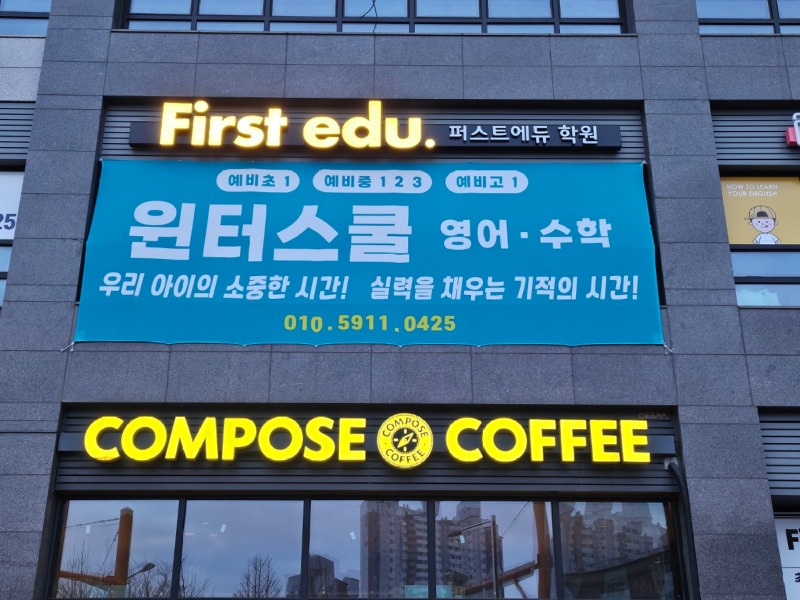 First edu. 퍼스트에듀 학원
예비초 1 예비중 1 2 3 예비고 1
윈터스쿨 영어 · 수학
우리 아이의 소중한 시간! 실력을 채우는 기적의 시간!
010.5911.0425
HOW TO LEARN
YOUR ENGLISH
25
COMPOSE COMPOSE COFFEE COFFEE